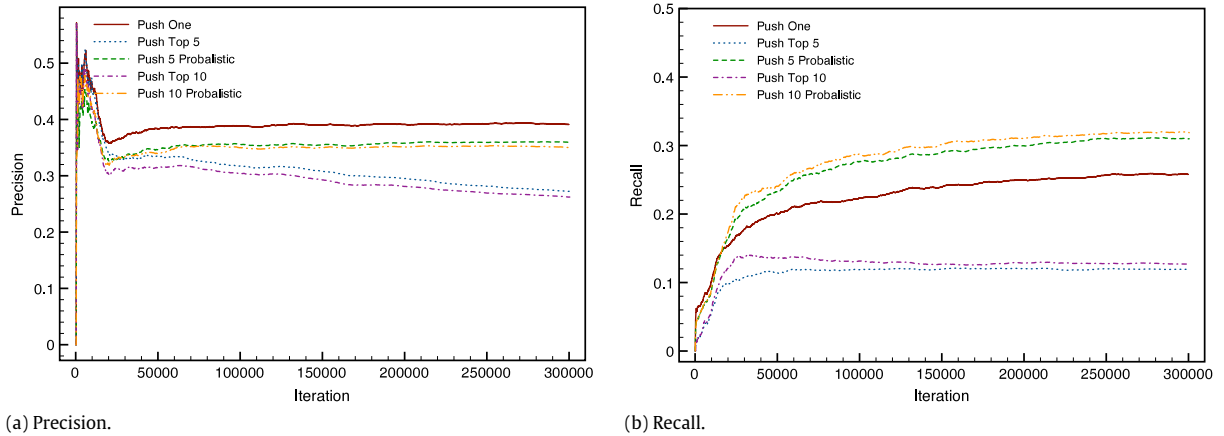 Push One
Push Top 5
Push 5 Probalistic
Push Top 10
Push 10 Probalistic
Precision
0.5
0.4
0.3
0.2
0.1
0
0 50000 100000 150000 200000 250000 300000
Iteration
(a) Precision.
Push One
Push Top 5
Push 5 Probalistic
Push Top 10
Push 10 Probalistic
Recall
0.5
0.4
0.3
0.2
0.1
0
0 50000 100000 150000 200000 250000 300000
Iteration
(b) Recall.